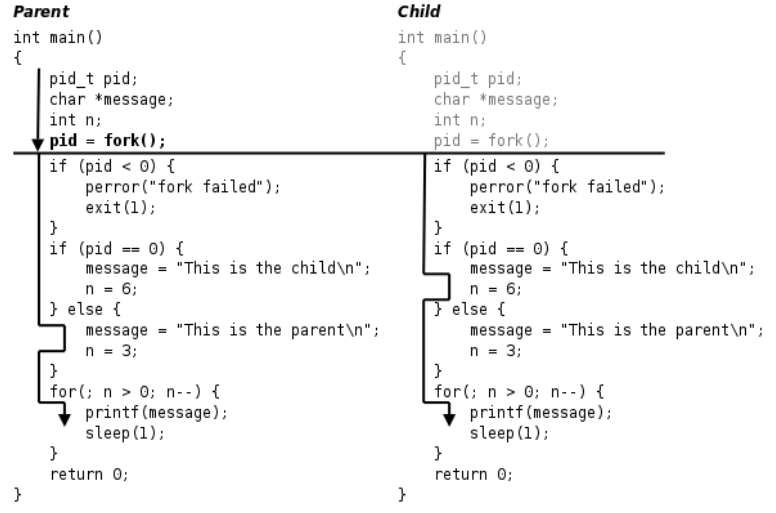 Parent
int main()
{
pid_t pid;
char *message;
int n;
pid = fork();
if (pid < 0) {
perror("fork failed");
exit(1);
}
if (pid == 0) {
message = "This is the child\n";
n = 6;
} else {
message = "This is the parent\n";
n = 3;
}
for(; n > 0; n--) {
printf(message);
sleep(1);
}
return 0;
}
Child
int main()
{
pid_t pid;
char *message;
int n;
pid = fork();
if (pid < 0) {
perror("fork failed");
exit(1);
}
if (pid == 0) {
message = "This is the child\n";
n = 6;
} else {
message = "This is the parent\n";
n = 3;
}
for(; n > 0; n--) {
printf(message);
sleep(1);
}
return 0;
}